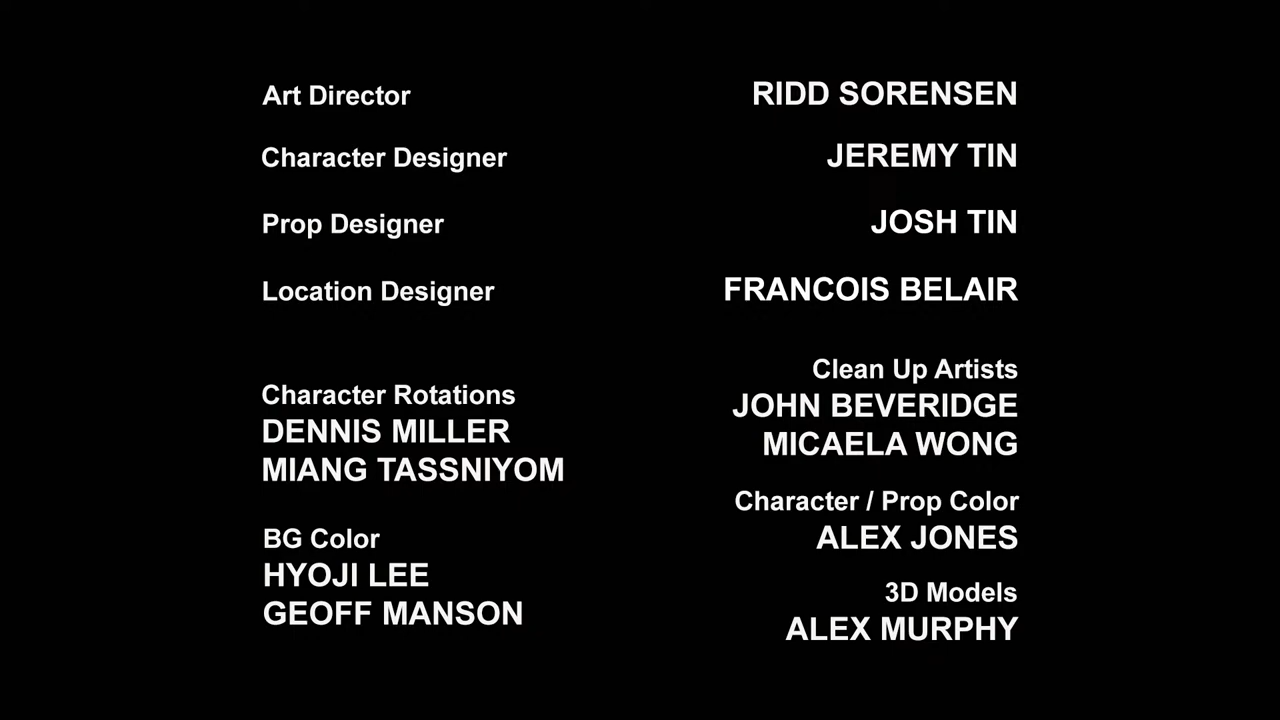 Art Director RIDD SORENSEN
Character Designer JEREMY TIN
Prop Designer JOSH TIN
Location Designer FRANCOIS BELAIR
Character Rotations
DENNIS MILLER
MIANG TASSNIYOM
BG Color
HYOJI LEE
GEOFF MANSON
Clean Up Artists
JOHN BEVERIDGE
MICAELA WONG
Character / Prop Color
ALEX JONES
3D Models
ALEX MURPHY